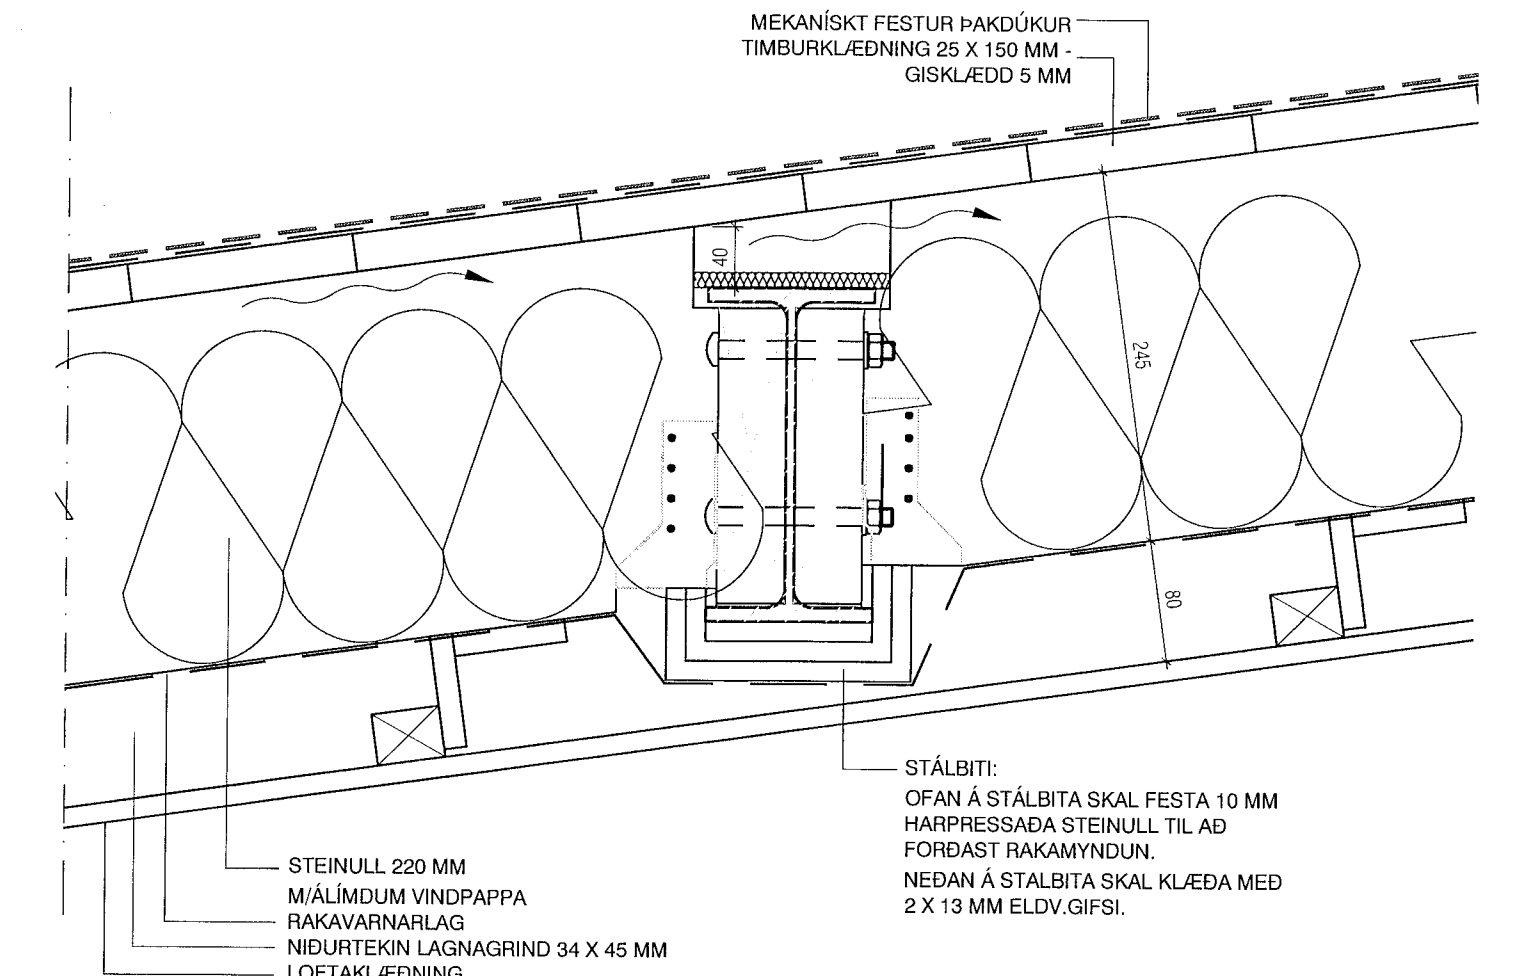 MEKANÍSKT FESTUR ÞAKDÚKUR
TIMBURKLÆÐNING 25 X 150 MM -
GISKLÆDD 5 MM
40
245
80
STÁLBITI:
OFAN Á STÁLBITA SKAL FESTA 10 MM
HARPRESSAÐA STEINULL TIL AÐ
FORÐAST RAKAMYNDUN.
NEÐAN Á STALBITA SKAL KLÆÐA MEÐ
2 X 13 MM ELDV.GIFSI.
STEINULL 220 MM
M/ÁLÍMDUM VINDPAPPA
RAKAVARNARLAG
NIÐURTEKIN LAGNAGRIND 34 X 45 MM
LOFTAKLÆÐNING